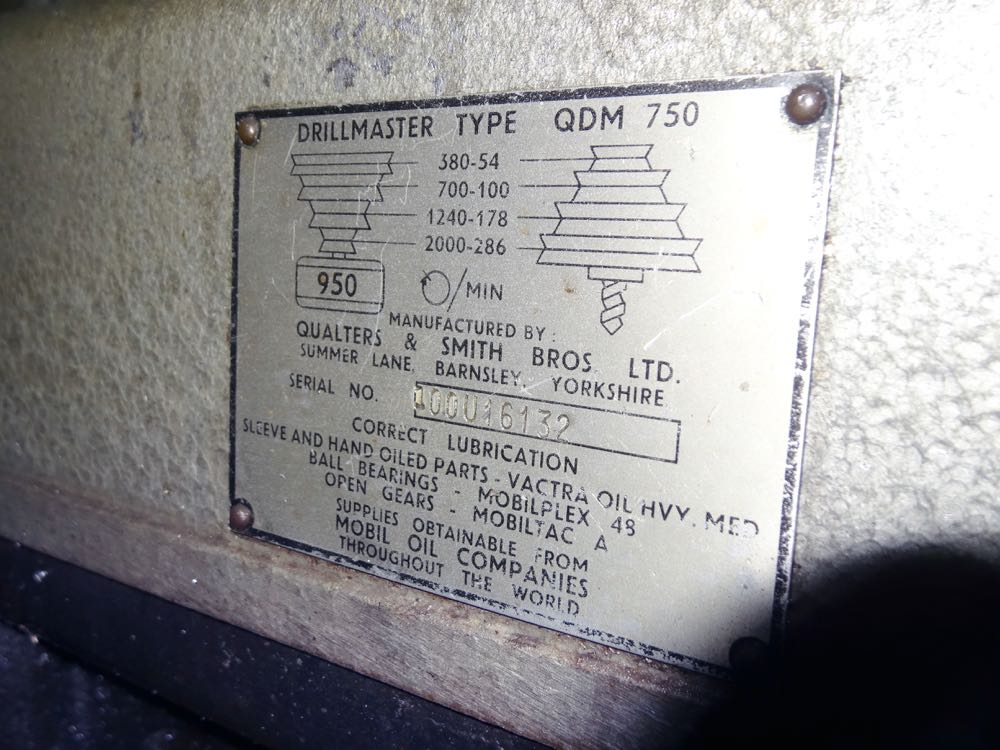 DRILLMASTER TYPE QDM 750
380-54
700-100
1240-178
2000-286
950
/MIN
MANUFACTURED BY :
QUALTERS & SMITH BROS. LTD.
SUMMER LANE, BARNSLEY, YORKSHIRE
SERIAL NO. 100U16132
CORRECT LUBRICATION
SLEEVE AND HAND OILED PARTS - VACTRA OIL HVY. MED
BALL BEARINGS - MOBILPLEX 48
OPEN GEARS - MOBILTAC A
SUPPLIES OBTAINABLE FROM
MOBIL OIL COMPANIES
THROUGHOUT THE WORLD